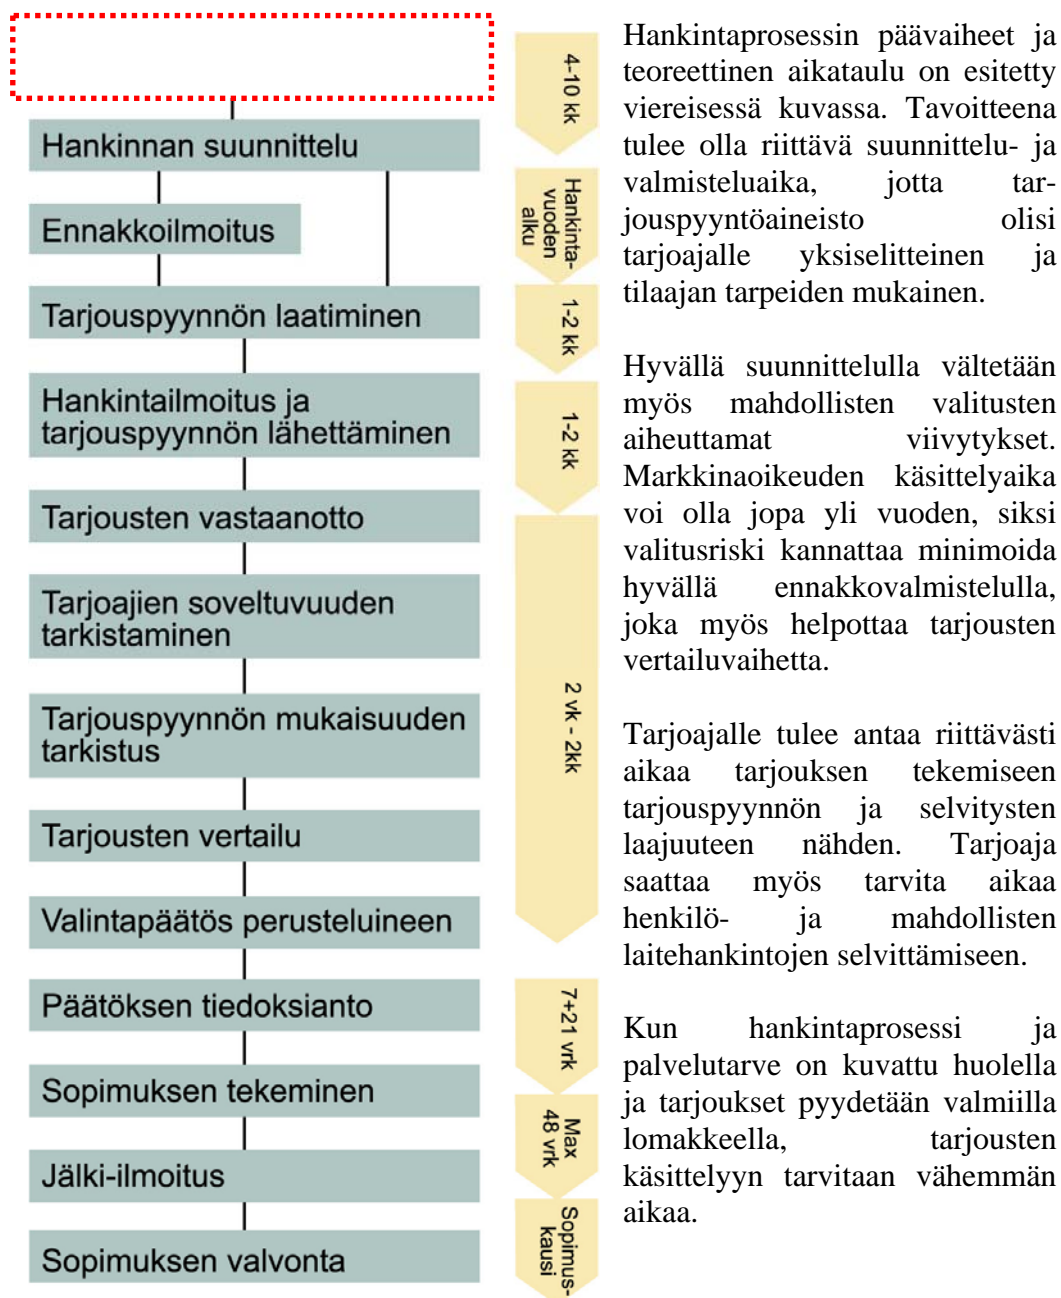 Hankinnan suunnittelu
Ennakkoilmoitus
Tarjouspyynnön laatiminen
Hankintailmoitus ja
tarjouspyynnön lähettäminen
Tarjousten vastaanotto
Tarjoajien soveltuvuuden
tarkistaminen
Tarjouspyynnön mukaisuuden
tarkistus
Tarjousten vertailu
Valintapäätös perusteluineen
Päätöksen tiedoksianto
Sopimuksen tekeminen
Jälki-ilmoitus
Sopimuksen valvonta
4-10 kk
Hankinta-
vuoden
alku
1-2 kk
1-2 kk
2 vk - 2kk
7+21 vrk
Max
48 vrk
Sopimus-
kausi
Hankintaprosessin päävaiheet ja
teoreettinen aikataulu on esitetty
viereisessä kuvassa. Tavoitteena
tulee olla riittävä suunnittelu- ja
valmisteluaika, jotta tar-
jouspyyntöaineisto olisi
tarjoajalle yksiselitteinen ja
tilaajan tarpeiden mukainen.
Hyvällä suunnittelulla vältetään
myös mahdollisten valitusten
aiheuttamat viivytykset.
Markkinaoikeuden käsittelyaika
voi olla jopa yli vuoden, siksi
valitusriski kannattaa minimoida
hyvällä ennakkovalmistelulla,
joka myös helpottaa tarjousten
vertailuvaihetta.
Tarjoajalle tulee antaa riittävästi
aikaa tarjouksen tekemiseen
tarjouspyynnön ja selvitysten
laajuuteen nähden. Tarjoaja
saattaa myös tarvita aikaa
henkilö- ja mahdollisten
laitehankintojen selvittämiseen.
Kun hankintaprosessi ja
palvelutarve on kuvattu huolella
ja tarjoukset pyydetään valmiilla
lomakkeella, tarjousten
käsittelyyn tarvitaan vähemmän
aikaa.